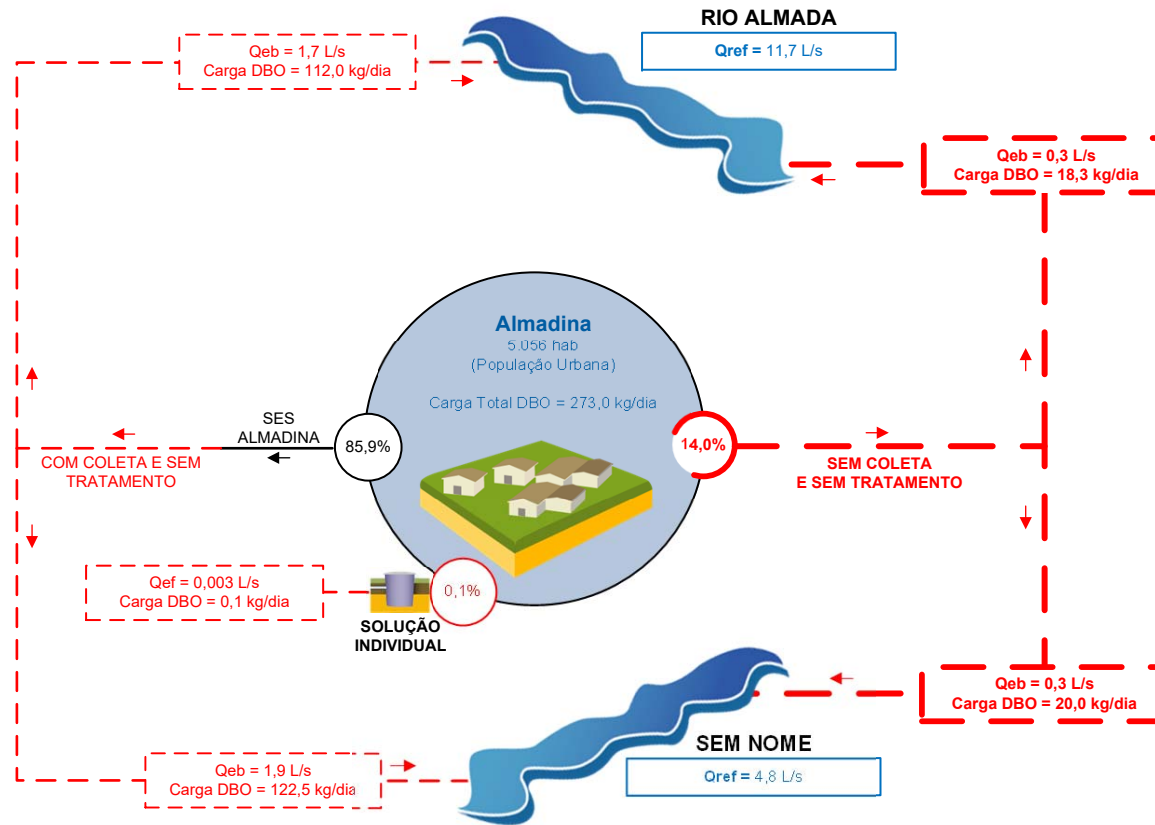 RIO ALMADA
Qref = 11,7 L/s
Qeb = 1,7 L/s
Carga DBO = 112,0 kg/dia
Qeb = 0,3 L/s
Carga DBO = 18,3 kg/dia
Almadina
5.056 hab
(População Urbana)
Carga Total DBO = 273,0 kg/dia
SES
ALMADINA
85,9%
14,0%
COM COLETA E SEM
TRATAMENTO
SEM COLETA
E SEM TRATAMENTO
Qef = 0,003 L/s
Carga DBO = 0,1 kg/dia
0,1%
SOLUÇÃO
INDIVIDUAL
Qeb = 0,3 L/s
Carga DBO = 20,0 kg/dia
SEM NOME
Qref = 4,8 L/s
Qeb = 1,9 L/s
Carga DBO = 122,5 kg/dia